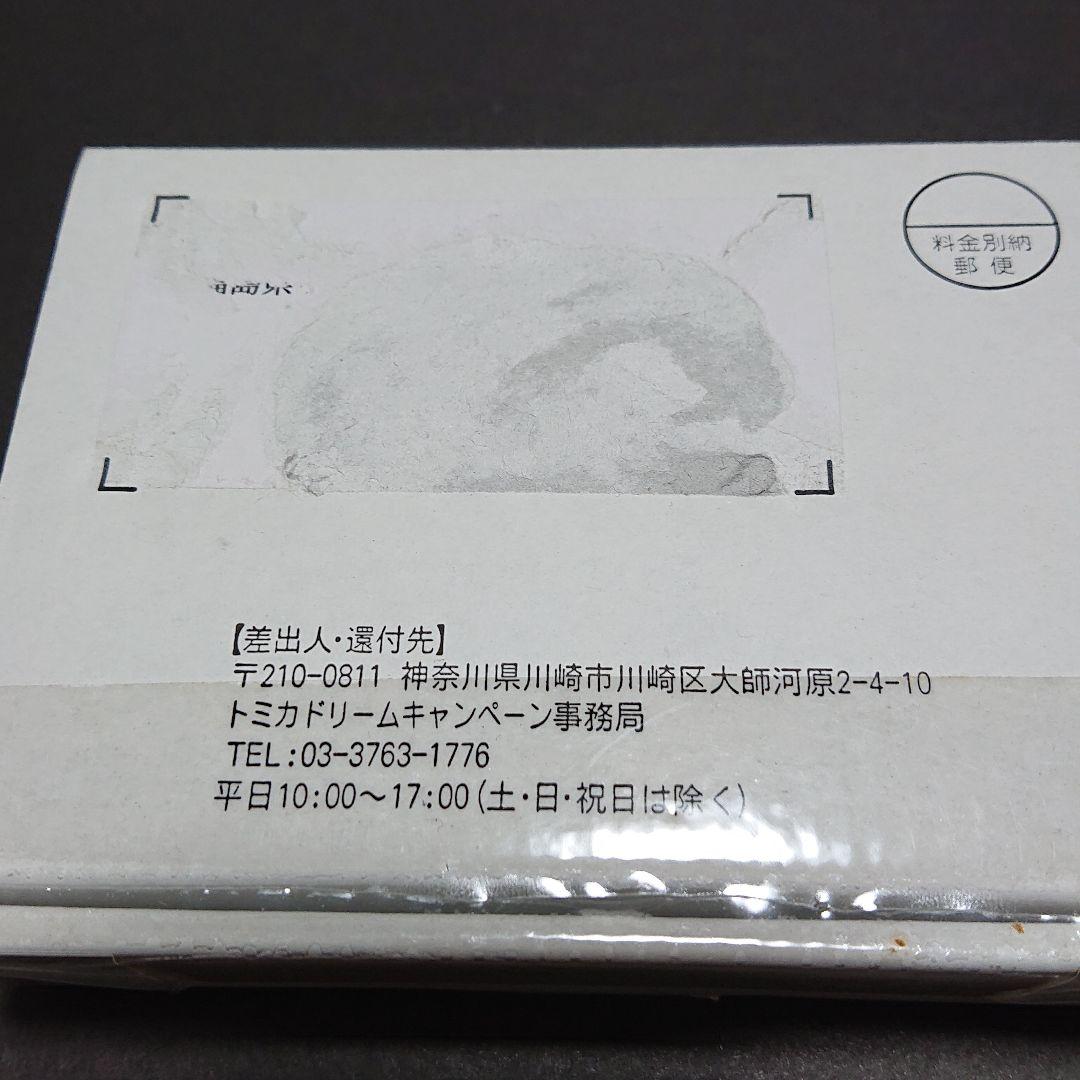 料金別納
郵便
【差出人・還付先】
〒210-0811 神奈川県川崎市川崎区大師河原2-4-10
トミカドリームキャンペーン事務局
TEL:03-3763-1776
平日10:00～17:00(土・日・祝日は除く)